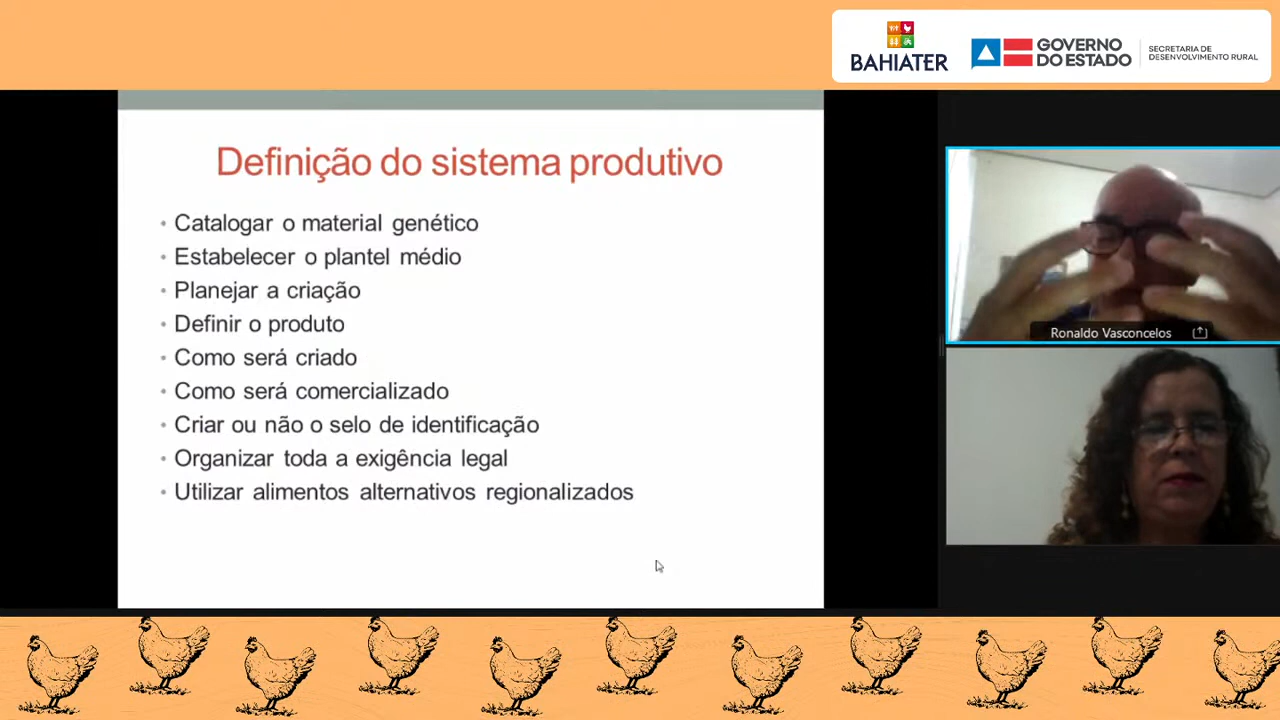 BAHIATER
GOVERNO
DO ESTADO
SECRETARIA DE
DESENVOLVIMENTO RURAL
Definição do sistema produtivo
• Catalogar o material genético
• Estabelecer o plantel médio
• Planejar a criação
• Definir o produto
• Como será criado
• Como será comercializado
• Criar ou não o selo de identificação
• Organizar toda a exigência legal
• Utilizar alimentos alternativos regionalizados
Ronaldo Vasconcelos